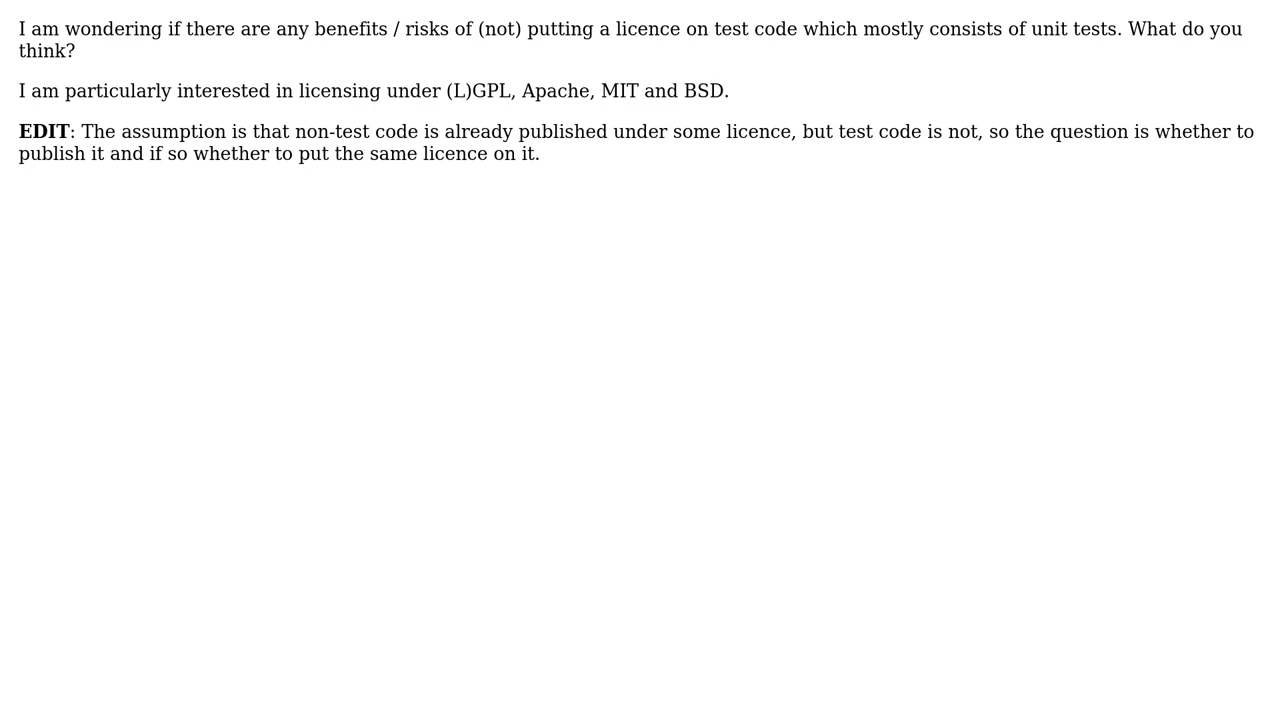 I am wondering if there are any benefits / risks of (not) putting a licence on test code which mostly consists of unit tests. What do you
think?
I am particularly interested in licensing under (L)GPL, Apache, MIT and BSD.
EDIT: The assumption is that non-test code is already published under some licence, but test code is not, so the question is whether to
publish it and if so whether to put the same licence on it.